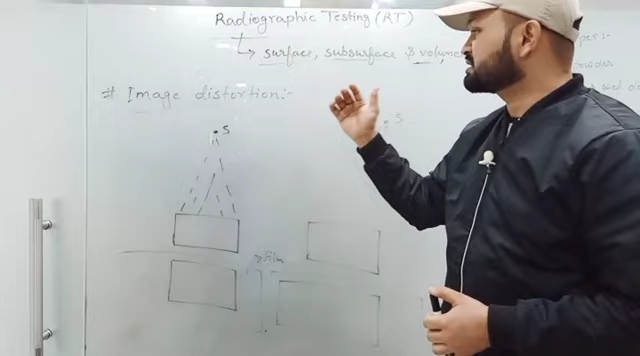 Radiographic Testing (RT)
↳ surface, subsurface & volume
# Image distortion:-
S
S
Film